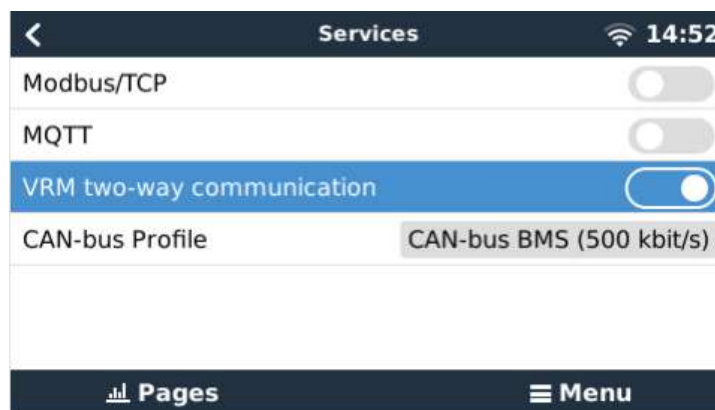 Services 14:52
Modbus/TCP
MQTT
VRM two-way communication
CAN-bus Profile CAN-bus BMS (500 kbit/s)
Pages Menu